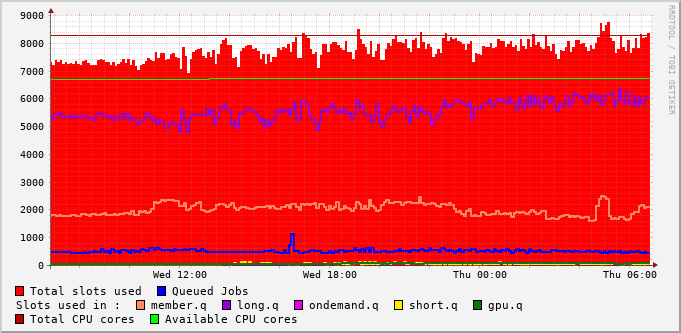 9000
8000
7000
6000
5000
4000
3000
2000
1000
0
Wed 12:00 Wed 18:00 Thu 00:00 Thu 06:00
RRDTOOL / TOBI OETIKER
Total slots used Queued Jobs
Slots used in : member.q long.q ondemand.q short.q gpu.q
Total CPU cores Available CPU cores